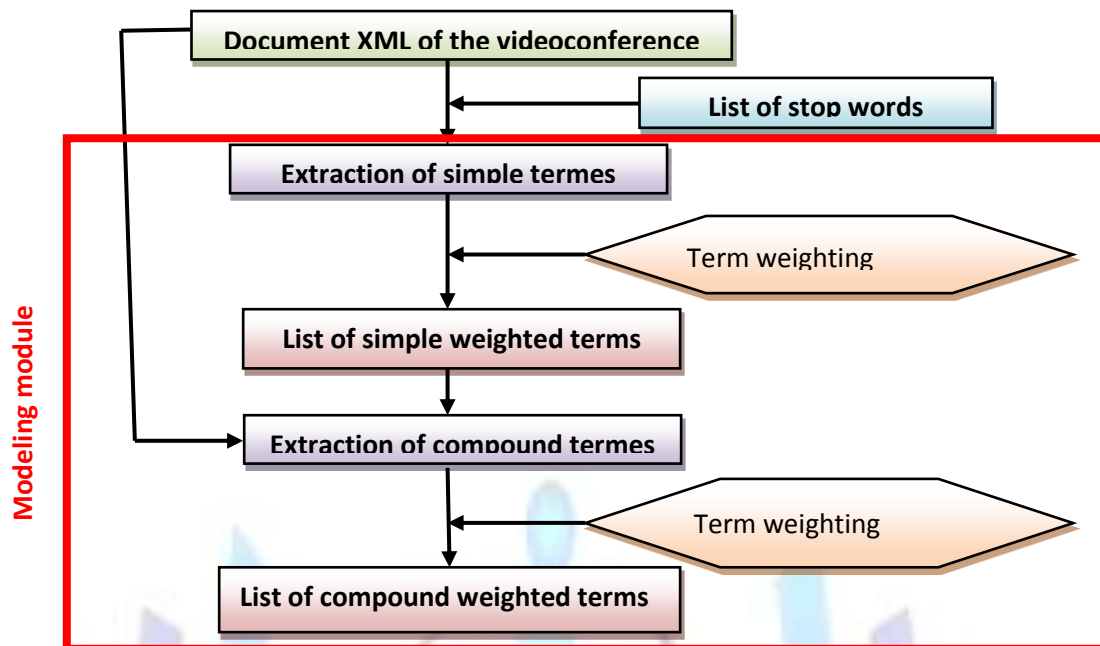 Document XML of the videoconference
List of stop words
Extraction of simple termes
Term weighting
List of simple weighted terms
Modeling module
Extraction of compound termes
Term weighting
List of compound weighted terms